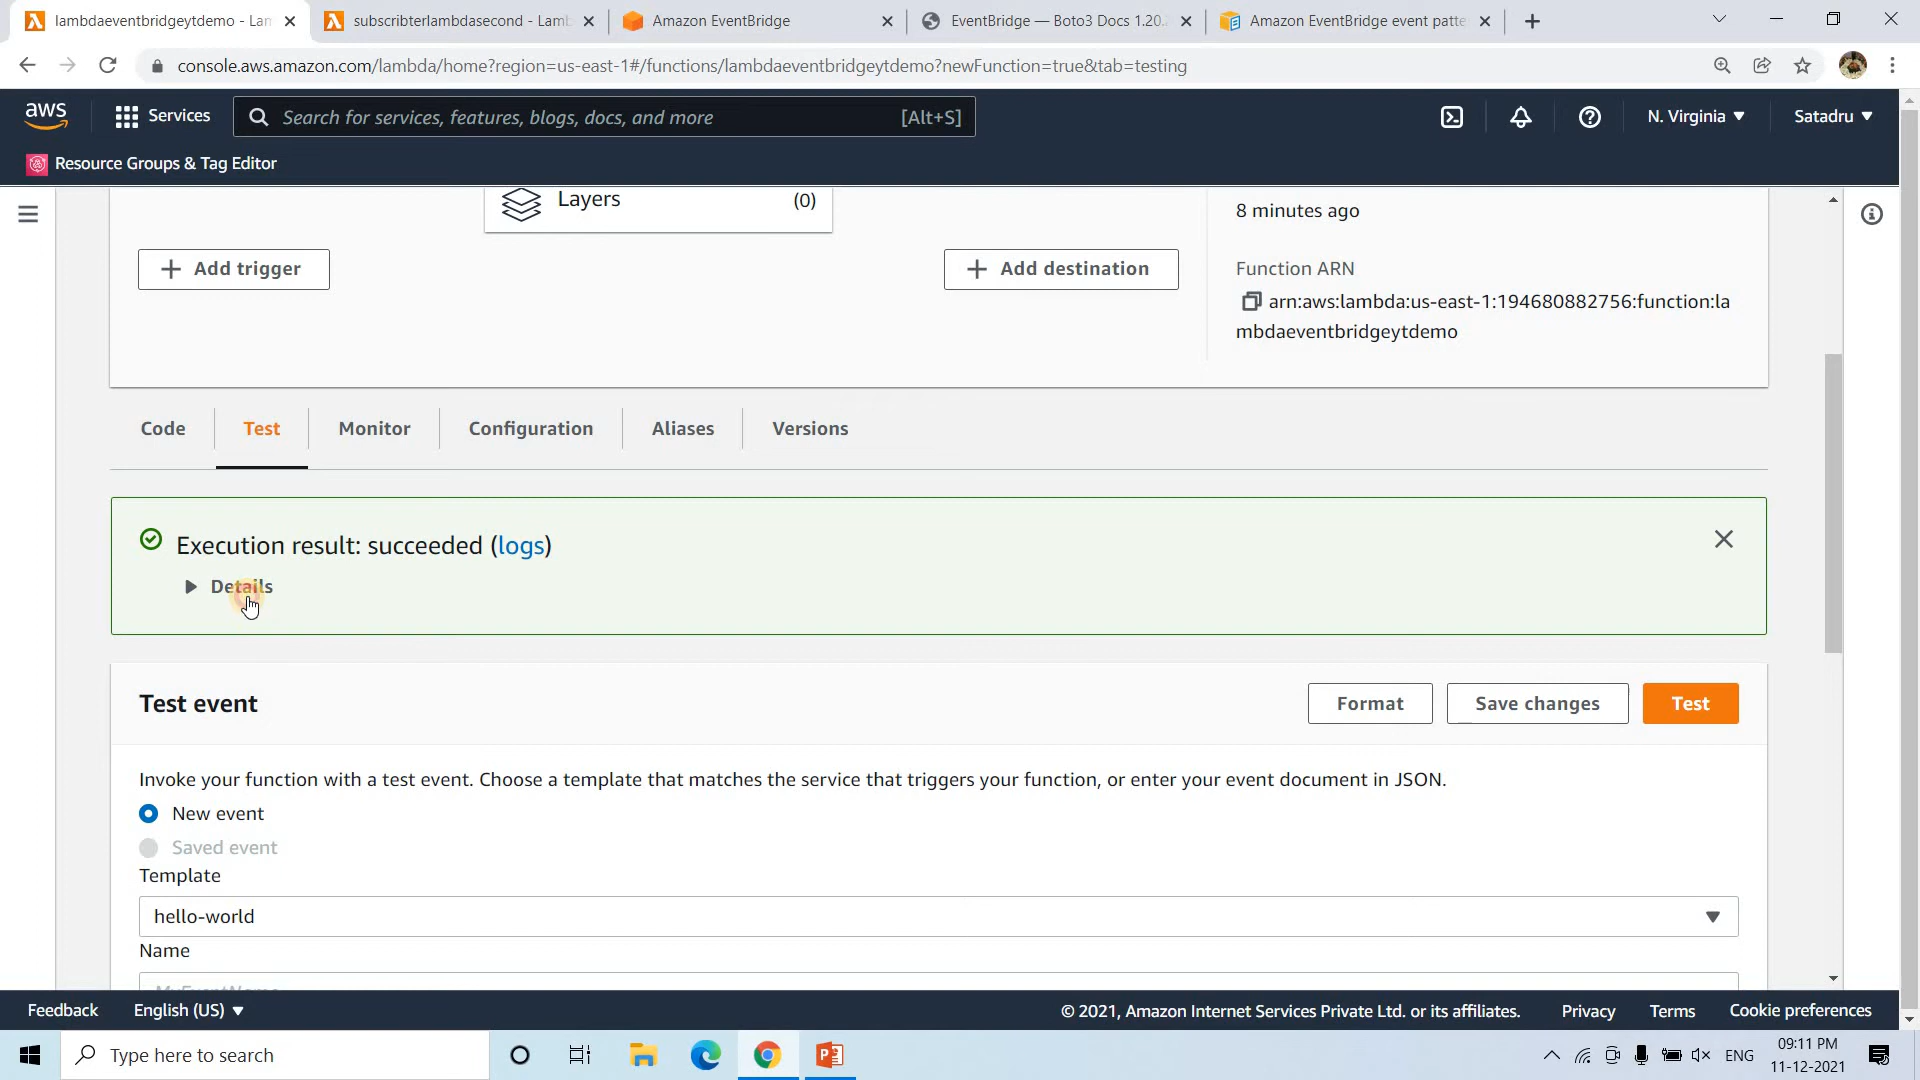 lambdaeventbridgeytdemo - Lam
subscribterlambdasecond - Lamb
Amazon EventBridge
EventBridge — Boto3 Docs 1.20.
Amazon EventBridge event patte
console.aws.amazon.com/lambda/home?region=us-east-1#/functions/lambdaeventbridgeytdemo?newFunction=true&tab=testing
aws
Services
Search for services, features, blogs, docs, and more
[Alt+S]
N. Virginia
Satadru
Resource Groups & Tag Editor
Layers
(0)
8 minutes ago
Add trigger
Add destination
Function ARN
arn:aws:lambda:us-east-1:194680882756:function:la
mbdaeventbridgeytdemo
Code
Test
Monitor
Configuration
Aliases
Versions
Execution result: succeeded (logs)
Details
Test event
Format
Save changes
Test
Invoke your function with a test event. Choose a template that matches the service that triggers your function, or enter your event document in JSON.
New event
Saved event
Template
hello-world
Name
MyEventName
Feedback
English (US)
© 2021, Amazon Internet Services Private Ltd. or its affiliates.
Privacy
Terms
Cookie preferences
Type here to search
ENG
09:11 PM
11-12-2021